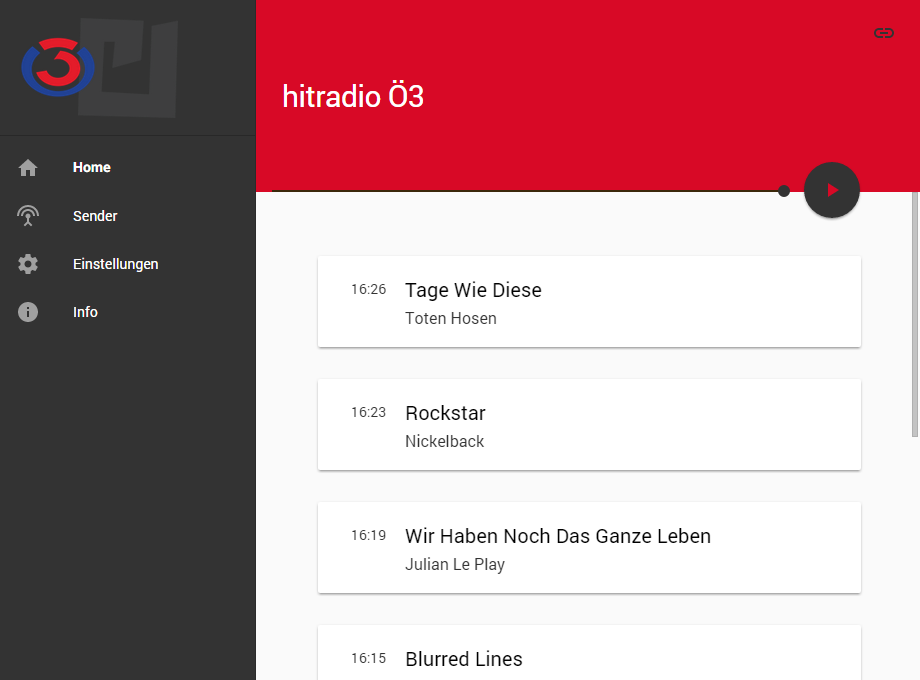 3
hitradio Ö3
Home
Sender
Einstellungen
Info
16:26
Tage Wie Diese
Toten Hosen
16:23
Rockstar
Nickelback
16:19
Wir Haben Noch Das Ganze Leben
Julian Le Play
16:15
Blurred Lines